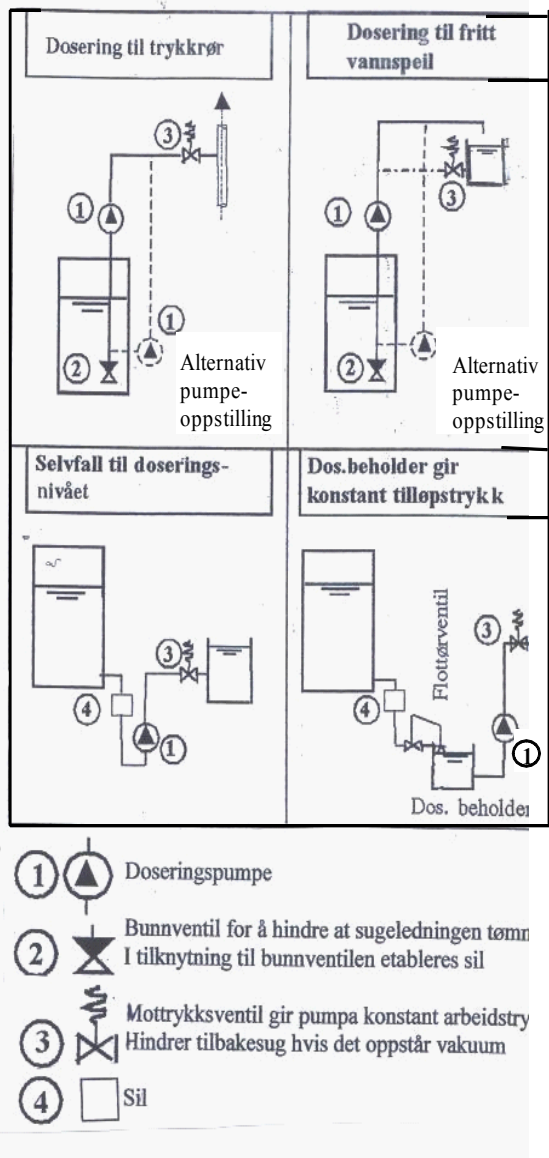 Dosering til trykkrør
Dosering til fritt
vannspeil
3
1
1
2
Alternativ
pumpe-
oppstilling
3
1
2
Alternativ
pumpe-
oppstilling
Selvfall til doserings-
nivået
Dos.beholder gir
konstant tilløpstrykk
3
4
1
Flottørventil
3
4
1
Dos. beholder
1 Doseringspumpe
2 Bunnventil for å hindre at sugeledningen tømn
I tilknytning til bunnventilen etableres sil
3 Mottrykksventil gir pumpa konstant arbeidstry
Hindrer tilbakesug hvis det oppstår vakuum
4 Sil